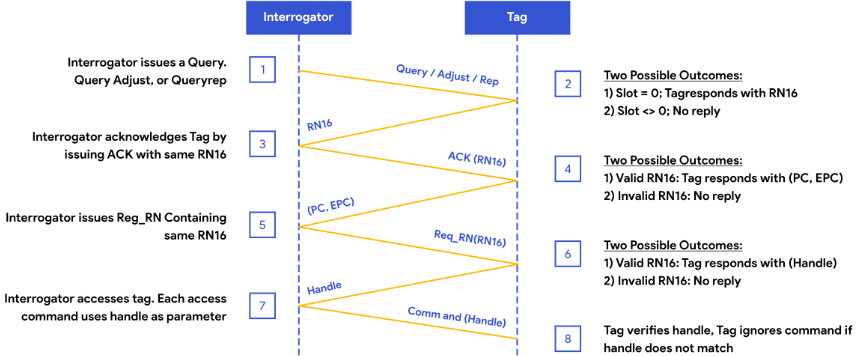 Interrogator
Tag
Interrogator issues a Query.
Query Adjust, or Queryrep
1
Query / Adjust / Rep
2
Two Possible Outcomes:
1) Slot = 0; Tagresponds with RN16
2) Slot <> 0; No reply
RN16
Interrogator acknowledges Tag by
issuing ACK with same RN16
3
ACK (RN16)
4
Two Possible Outcomes:
1) Valid RN16: Tag responds with (PC, EPC)
2) Invalid RN16: No reply
(PC, EPC)
Interrogator issues Reg_RN Containing
same RN16
5
Req_RN(RN16)
6
Two Possible Outcomes:
1) Valid RN16: Tag responds with (Handle)
2) Invalid RN16: No reply
Handle
Interrogator accesses tag. Each access
command uses handle as parameter
7
Comm and (Handle)
8
Tag verifies handle, Tag ignores command if
handle does not match